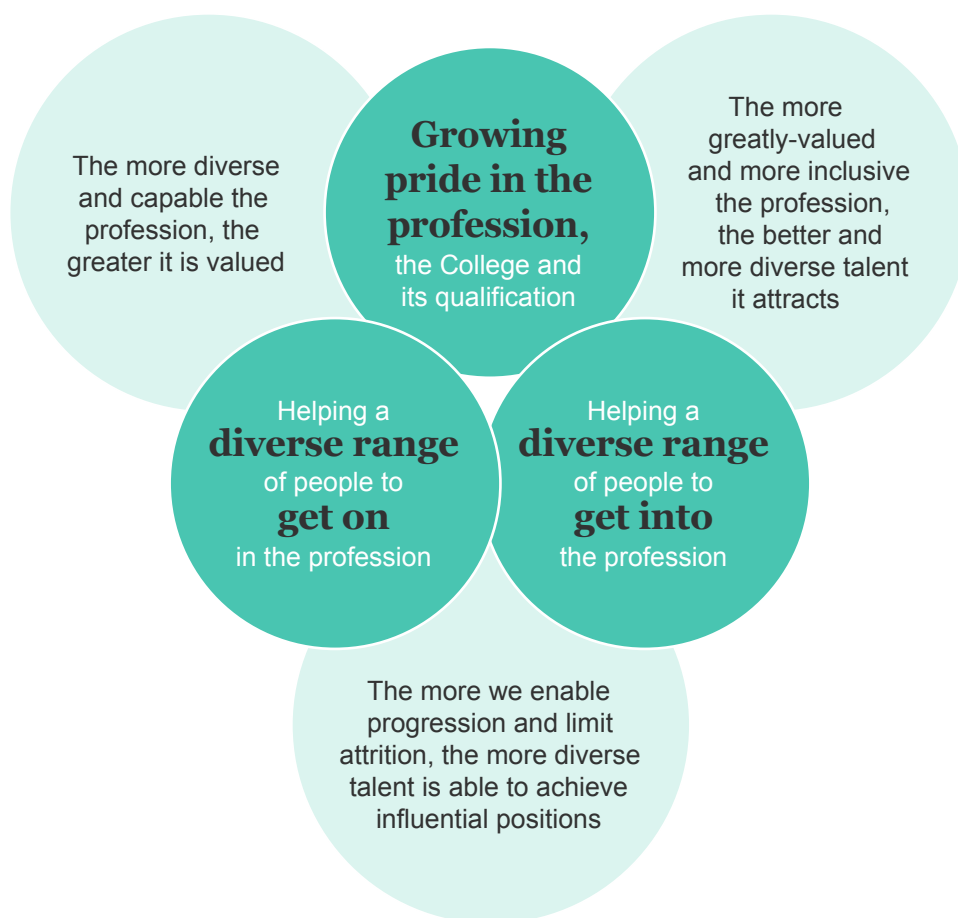 The more diverse
and capable the
profession, the
greater it is valued
Growing
pride in the
profession,
the College and
its qualification
The more
greatly-valued
and more inclusive
the profession,
the better and
more diverse talent
it attracts
Helping a
diverse range
of people to
get on
in the profession
Helping a
diverse range
of people to
get into
the profession
The more we enable
progression and limit
attrition, the more diverse
talent is able to achieve
influential positions